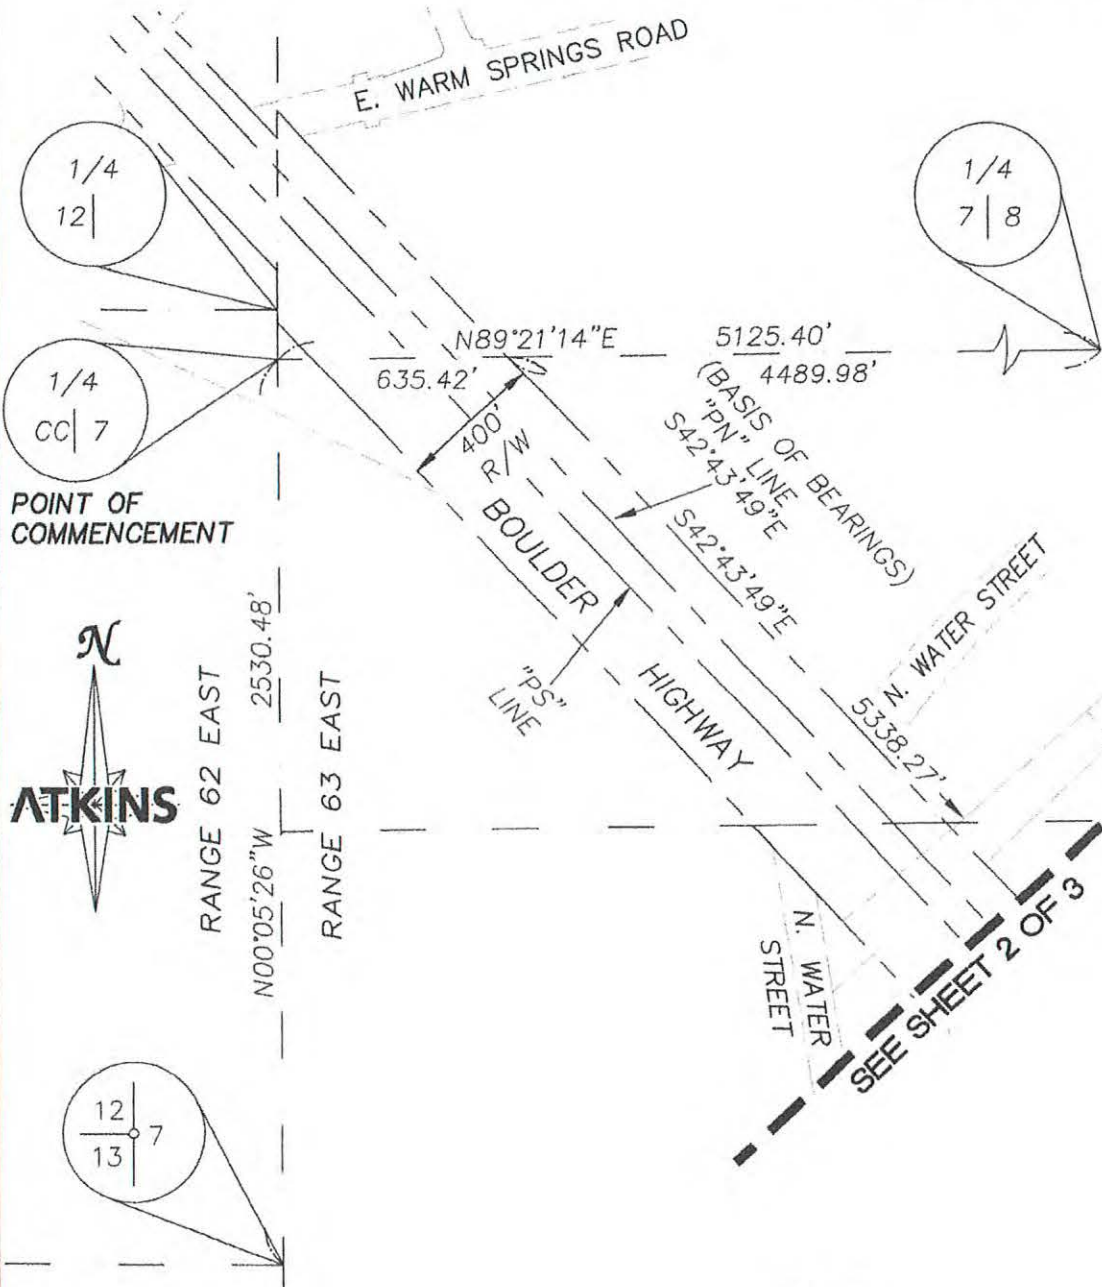 E. WARM SPRINGS ROAD
1/4
12
1/4
7 8
N89°21'14"E
5125.40'
635.42'
4489.98'
1/4
CC 7
POINT OF
COMMENCEMENT
400'
R/W
(BASIS OF BEARINGS)
"PN" LINE
S42°43'49"E
S42°43'49"E
BOULDER
HIGHWAY
"PS"
LINE
N. WATER STREET
5338.27'
N
ATKINS
RANGE 62 EAST
2530.48'
N00°05'26"W
RANGE 63 EAST
N. WATER
STREET
SEE SHEET 2 OF 3
12
7
13